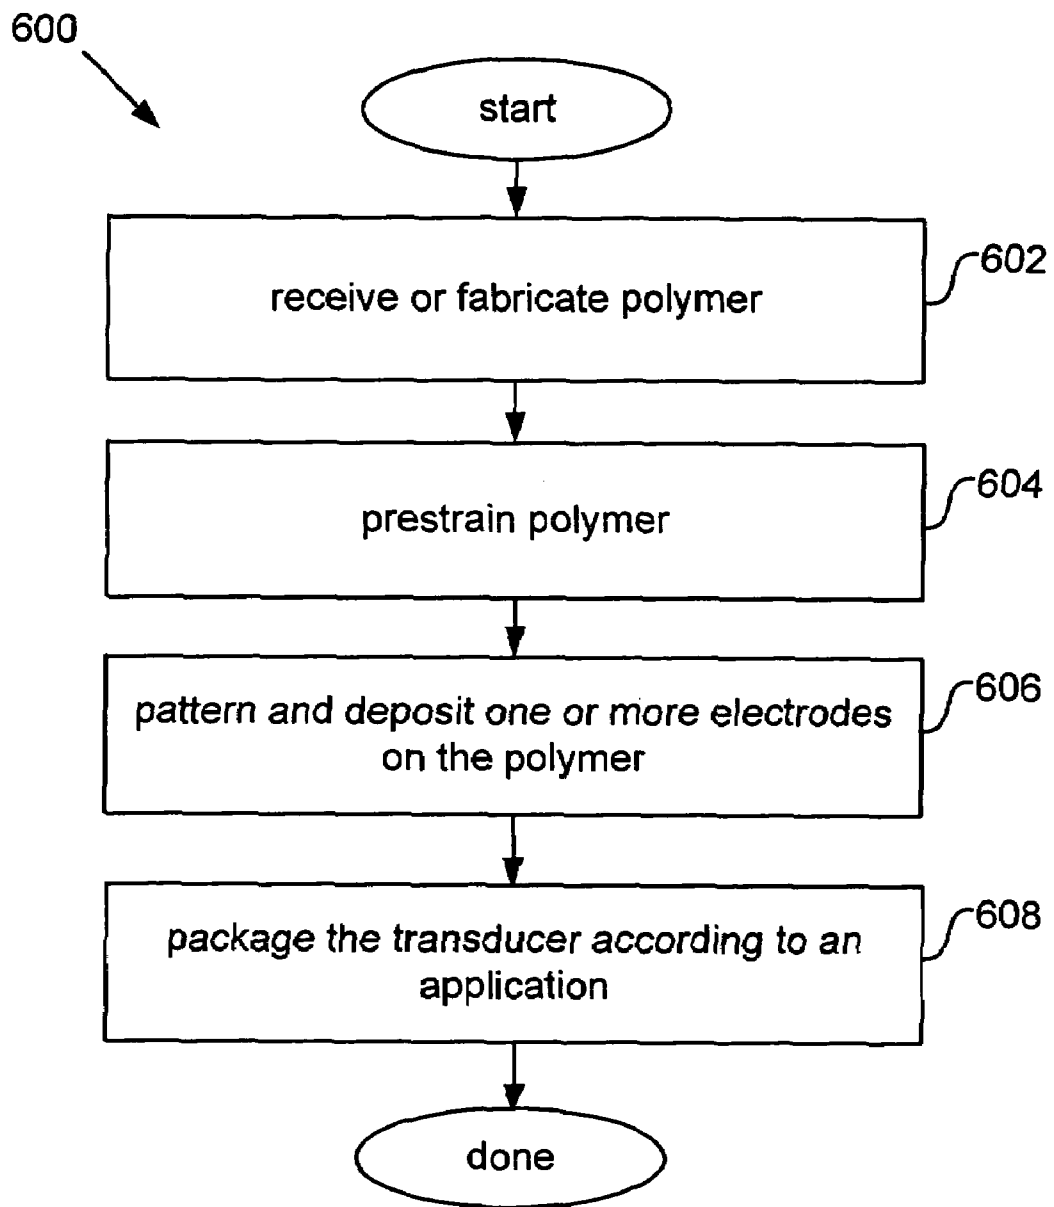 600
start
receive or fabricate polymer
602
prestrain polymer
604
pattern and deposit one or more electrodes
on the polymer
606
package the transducer according to an
application
608
done